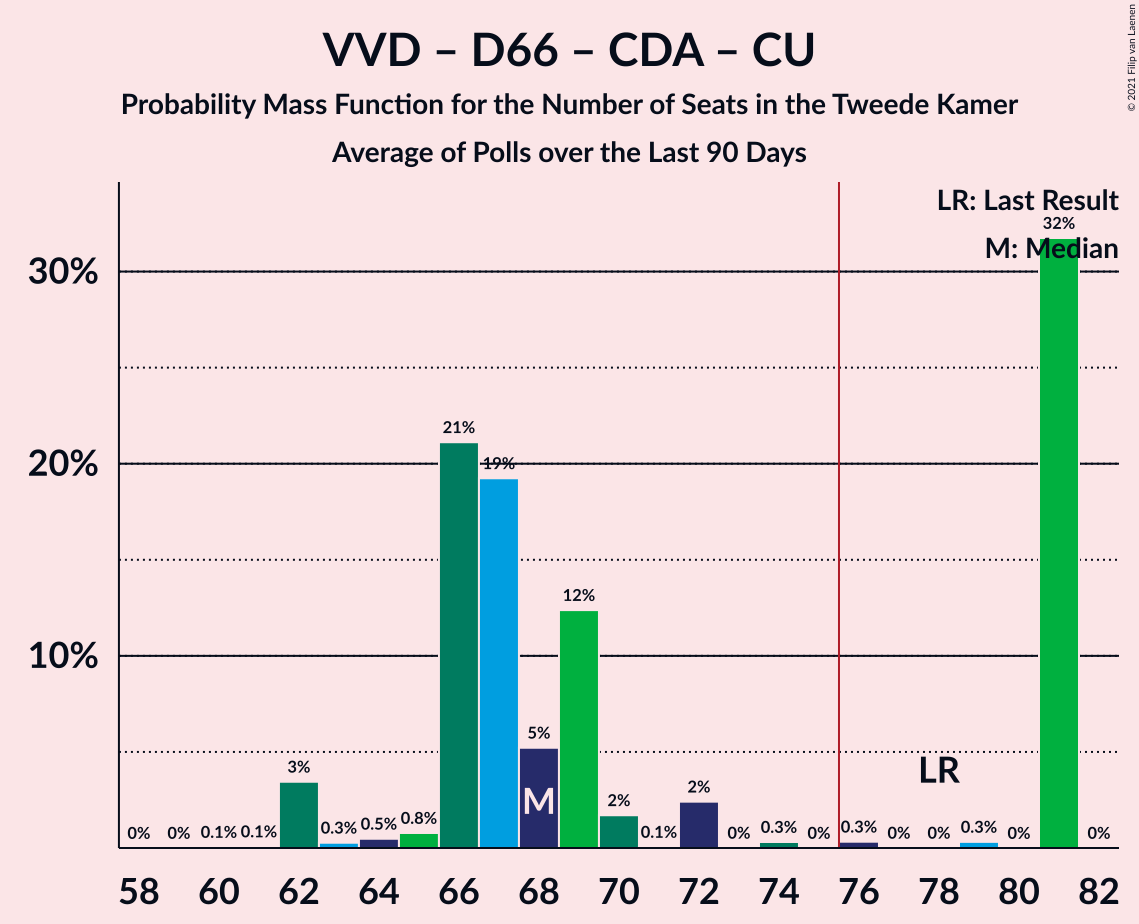 VVD – D66 – CDA – CU
Probability Mass Function for the Number of Seats in the Tweede Kamer
Average of Polls over the Last 90 Days
© 2021 Filip van Laenen
LR: Last Result
M: Median
30%
20%
10%
0% 0% 0.1% 0.1% 3% 0.3% 0.5% 0.8% 21% 19% 5% 12% 2% 0.1% 2% 0% 0.3% 0% 0.3% 0% 0% 0.3% 0% 32% 0%
M
LR
58 60 62 64 66 68 70 72 74 76 78 80 82